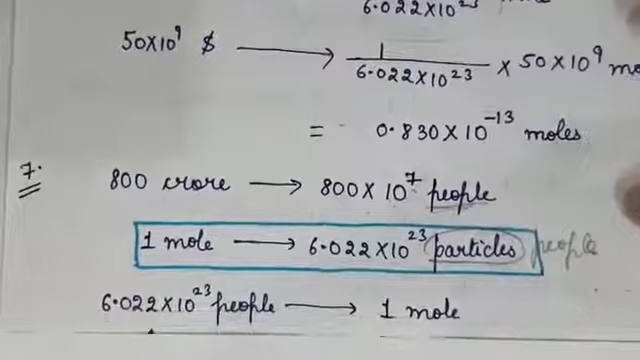 6.022×10²³
50×10⁹ $ ⟶ 1/6.022×10²³ × 50×10⁹ mo
= 0.830×10⁻¹³ moles
7. 800 crore ⟶ 800×10⁷ people
1 mole ⟶ 6.022×10²³ particles people
6.022×10²³ people ⟶ 1 mole